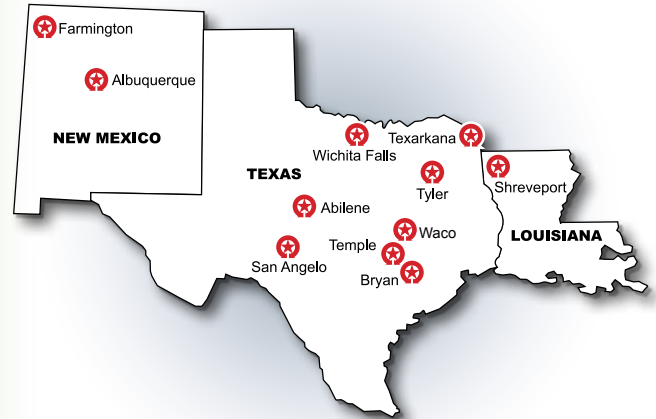 Farmington
Albuquerque
NEW MEXICO
Texarkana
Wichita Falls
TEXAS
Tyler
Shreveport
Abilene
Waco
LOUISIANA
Temple
San Angelo
Bryan